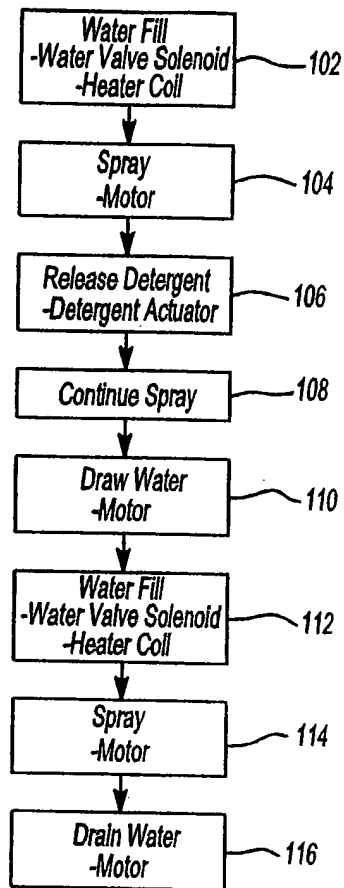 Water Fill
-Water Valve Solenoid
-Heater Coil
102
Spray
-Motor
104
Release Detergent
-Detergent Actuator
106
Continue Spray
108
Draw Water
-Motor
110
Water Fill
-Water Valve Solenoid
-Heater Coil
112
Spray
-Motor
114
Drain Water
-Motor
116